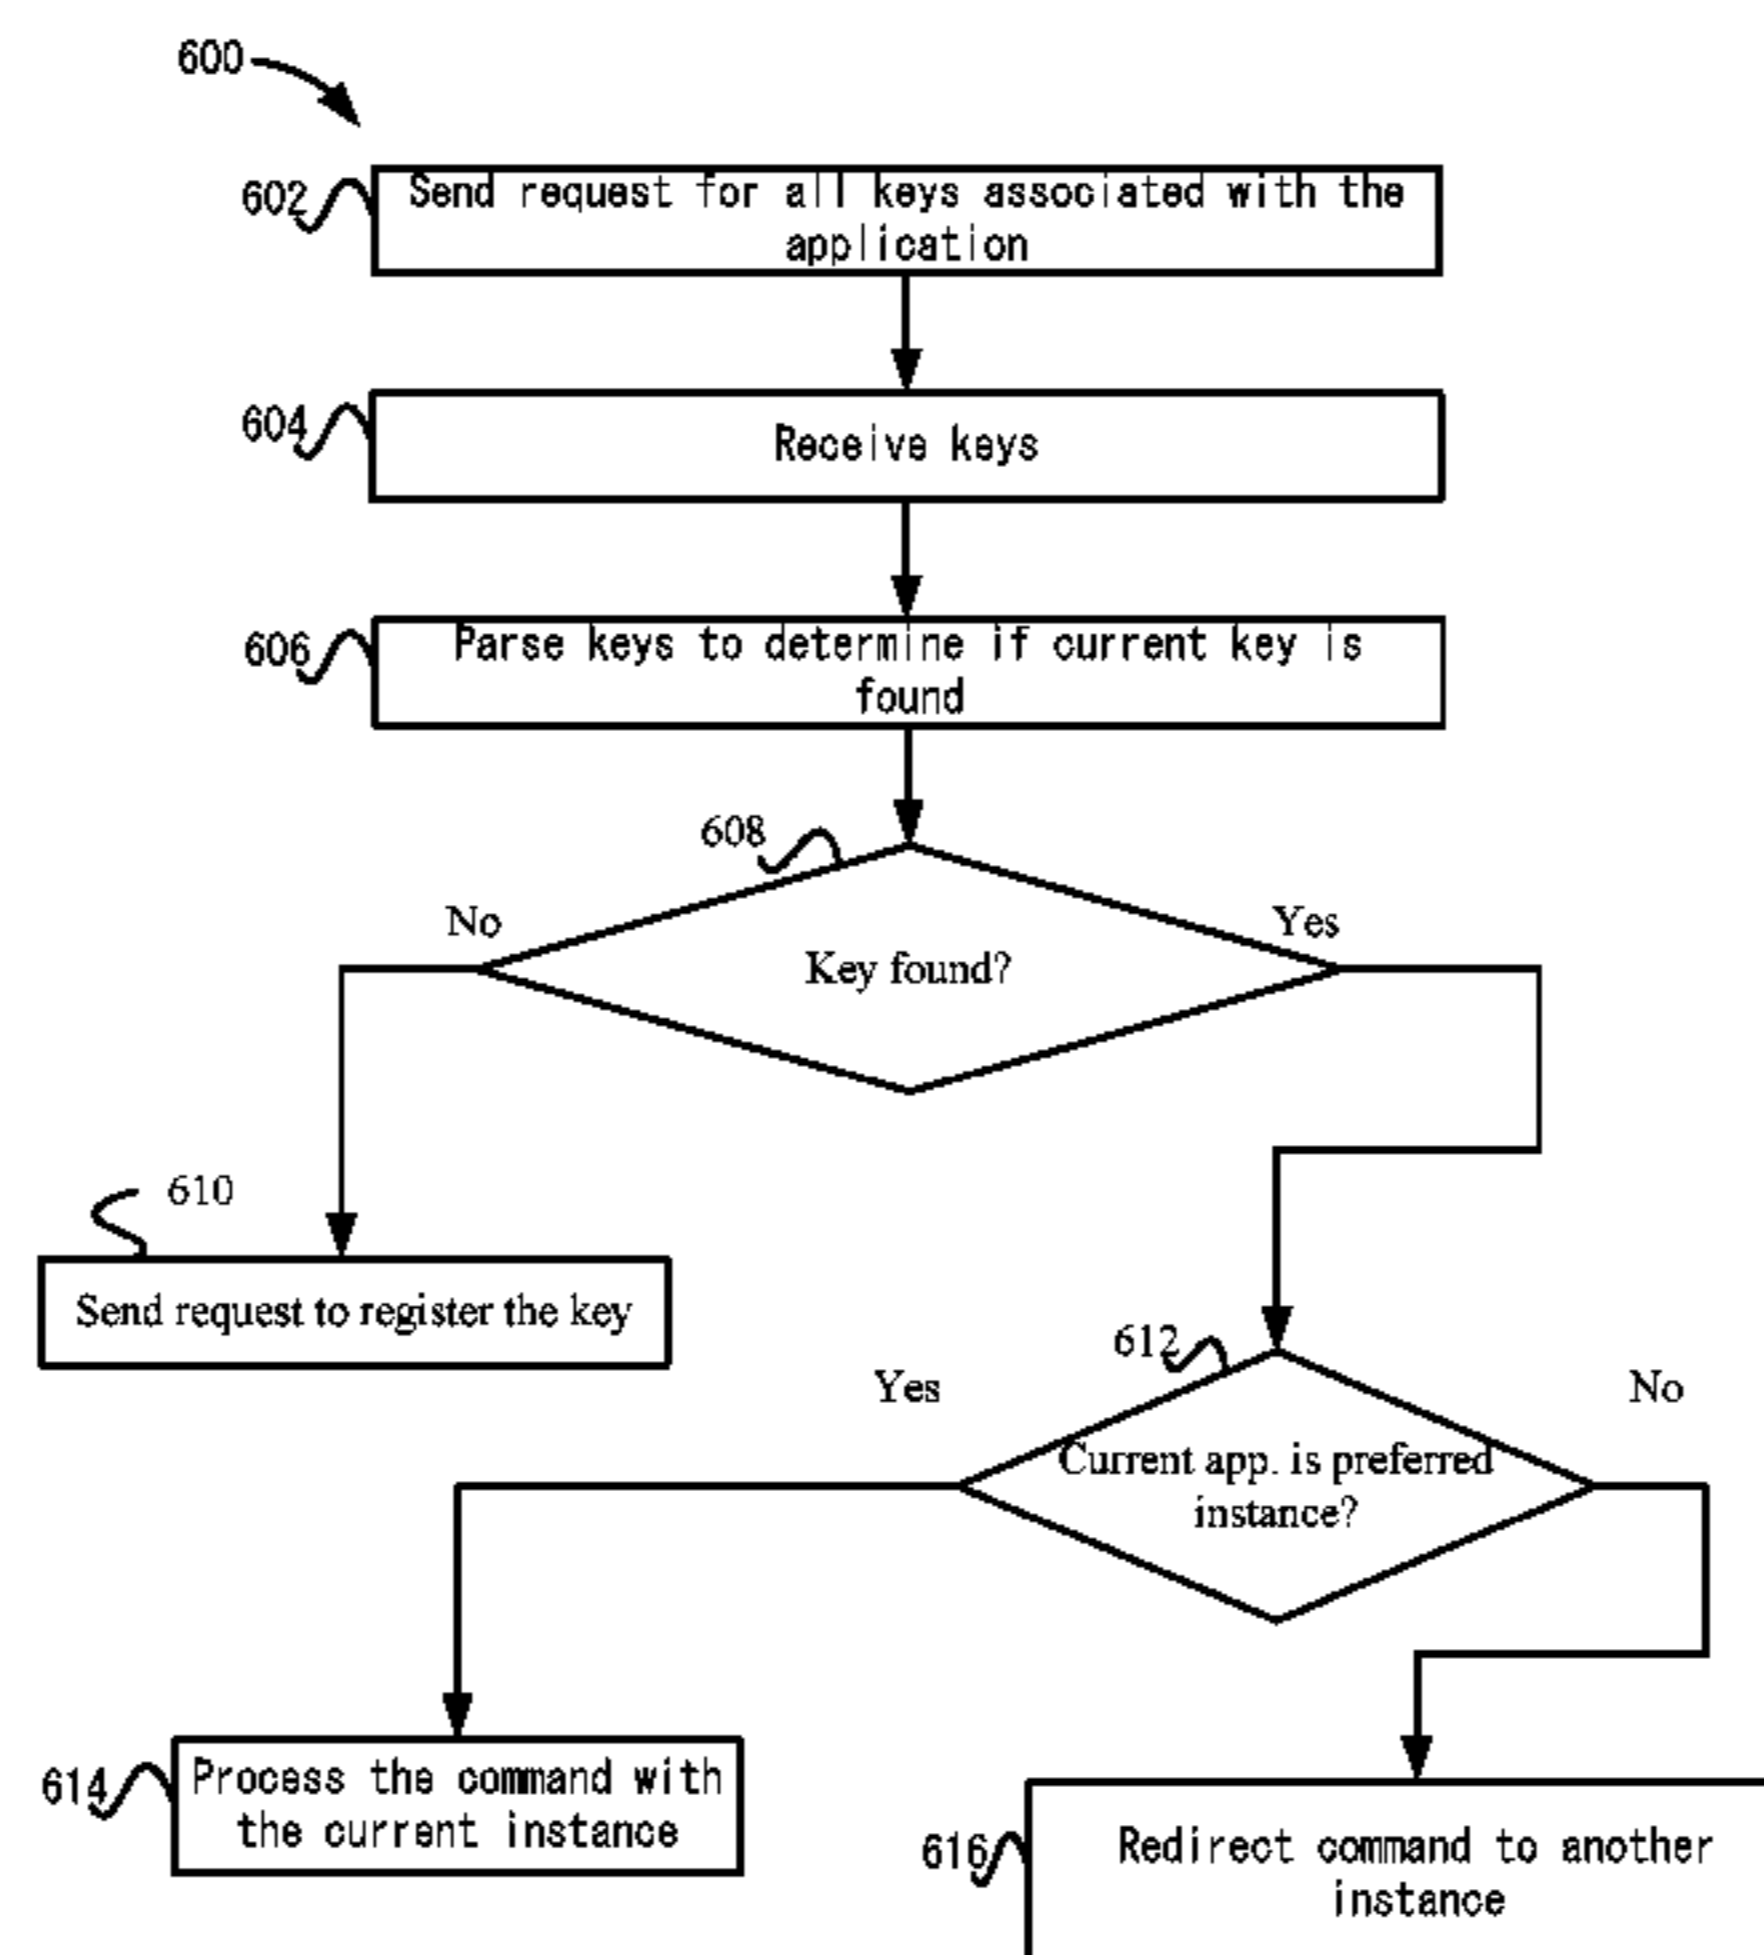 600
602
Send request for all keys associated with the
application
604
Receive keys
606
Parse keys to determine if current key is
found
608
No
Yes
Key found?
610
Send request to register the key
612
Yes
No
Current app. is preferred
instance?
614
Process the command with
the current instance
616
Redirect command to another
instance